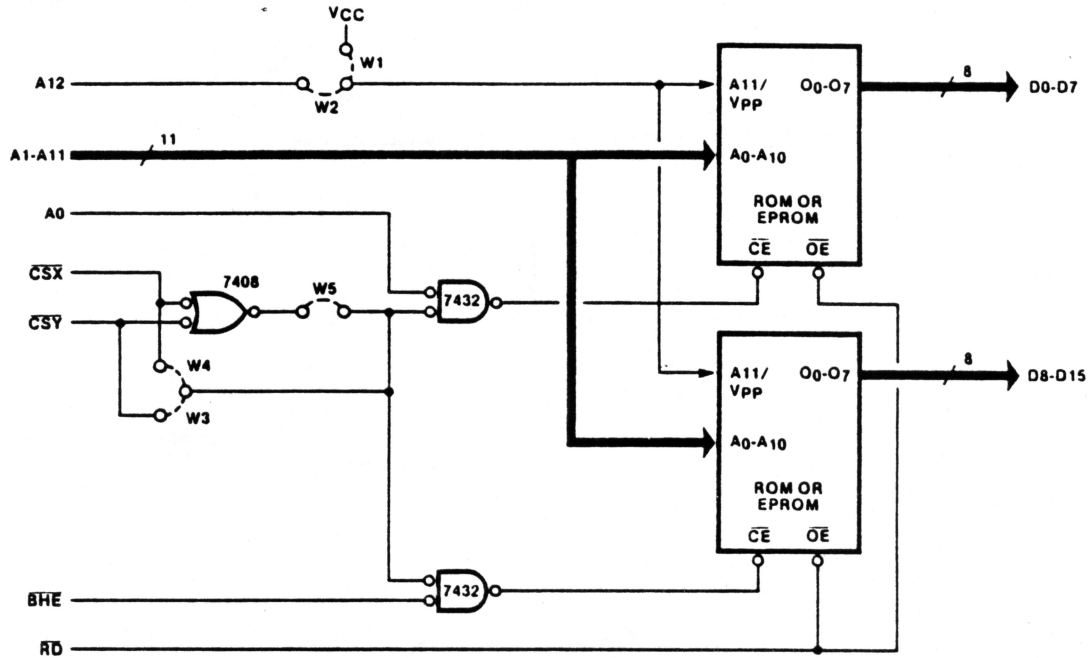 VCC
W1
A12
W2
A11/
VPP
O0-O7
8
D0-D7
A1-A11
11
A0-A10
A0
ROM OR
EPROM
CE
OE
CSX
7408
W5
7432
CSY
W4
W3
A11/
VPP
O0-O7
8
D8-D15
A0-A10
ROM OR
EPROM
CE
OE
7432
BHE
RD